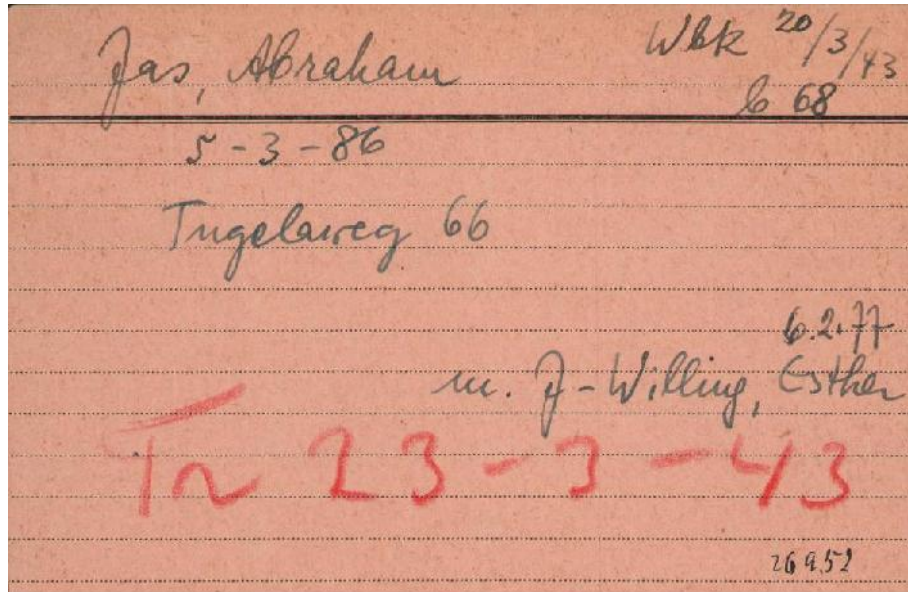 Jas, Abraham Wbk 20/3/43
b 68
5-3-86
Tugelaweg 66
6.2.77
m. J-Willing, Esther
Tr 23-3-43
26952